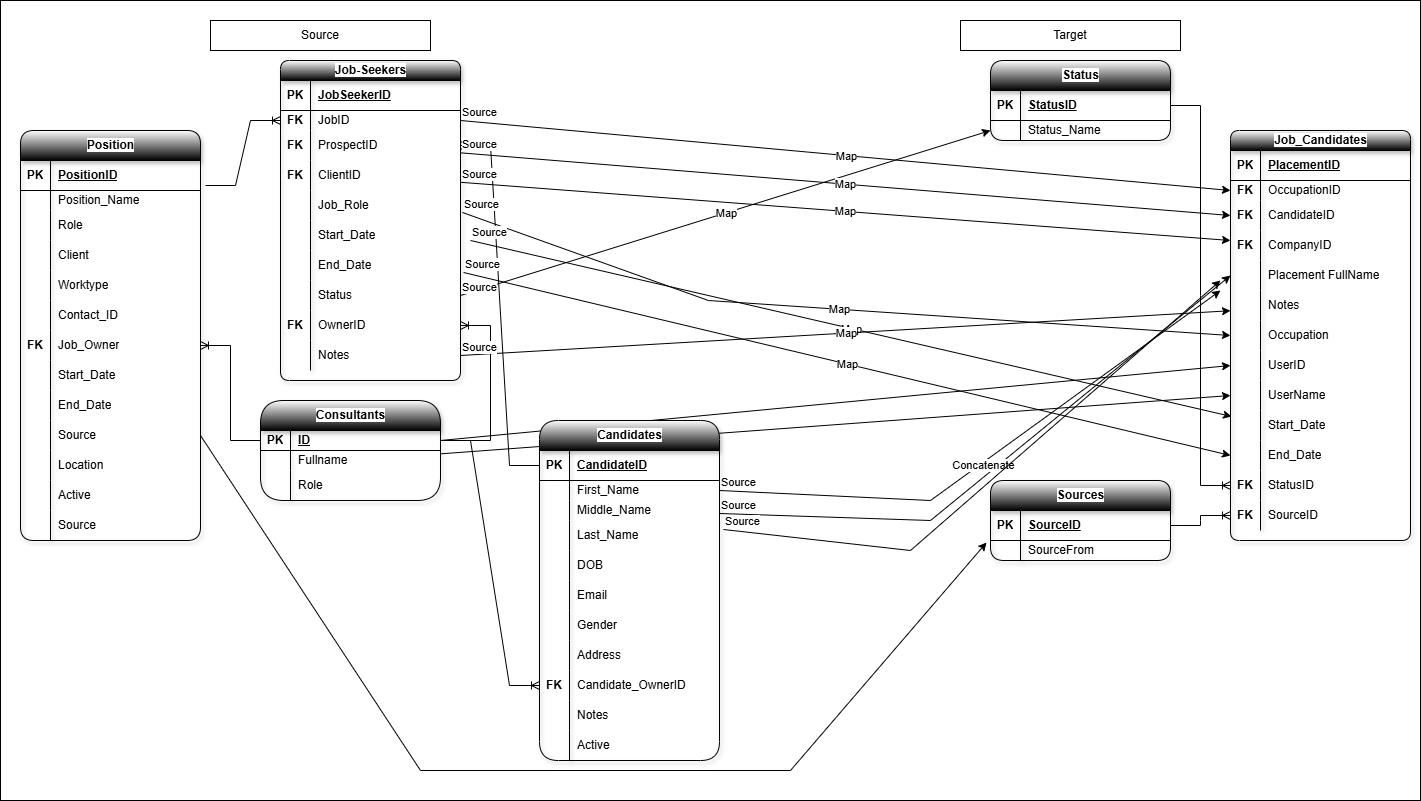 Source
Target
Job-Seekers
PK JobSeekerID
FK JobID
FK ProspectID
FK ClientID
Job_Role
Start_Date
End_Date
Status
FK OwnerID
Notes
Source
Source
Source
Source
Source
Source
Source
Source
Position
PK PositionID
Position_Name
Role
Client
Worktype
Contact_ID
FK Job_Owner
Start_Date
End_Date
Source
Location
Active
Source
Consultants
PK ID
Fullname
Role
Candidates
PK CandidateID
First_Name
Middle_Name
Last_Name
DOB
Email
Gender
Address
FK Candidate_OwnerID
Notes
Active
Source
Source
Source
Map
Map
Map
Map
Map
Map
Map
Concatenate
Status
PK StatusID
Status_Name
Sources
PK SourceID
SourceFrom
Job_Candidates
PK PlacementID
FK OccupationID
FK CandidateID
FK CompanyID
Placement FullName
Notes
Occupation
UserID
UserName
Start_Date
End_Date
FK StatusID
FK SourceID